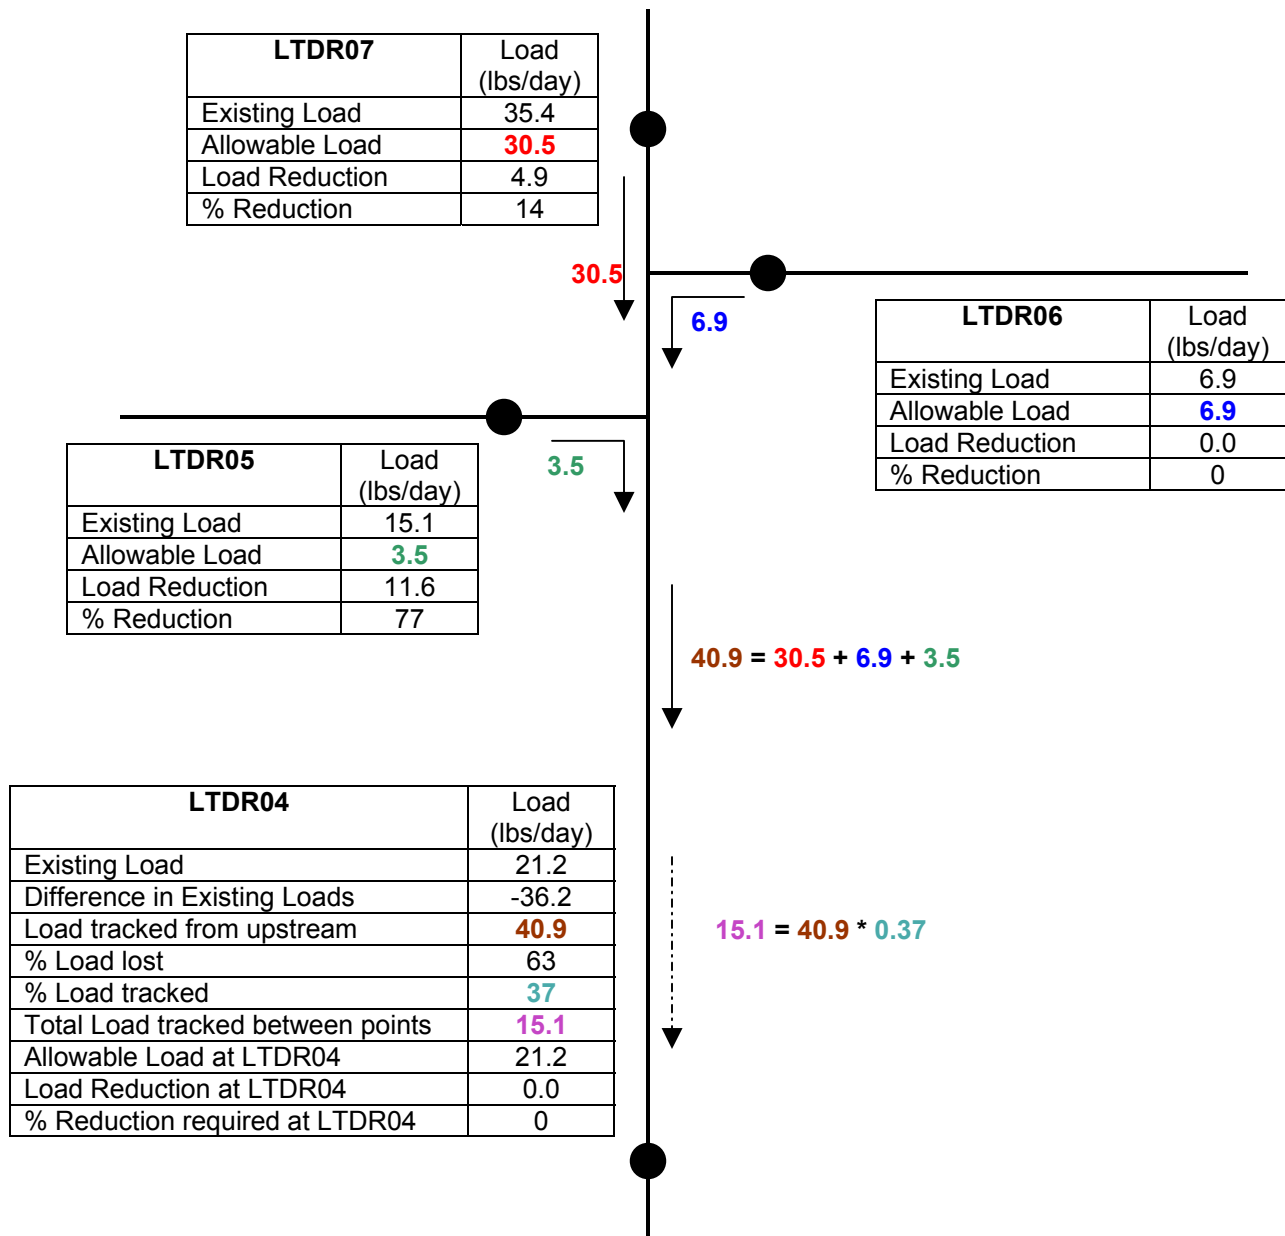 LTDR07 Load
(lbs/day)
Existing Load 35.4
Allowable Load 30.5
Load Reduction 4.9
% Reduction 14
30.5
6.9
LTDR06 Load
(lbs/day)
Existing Load 6.9
Allowable Load 6.9
Load Reduction 0.0
% Reduction 0
3.5
LTDR05 Load
(lbs/day)
Existing Load 15.1
Allowable Load 3.5
Load Reduction 11.6
% Reduction 77
40.9 = 30.5 + 6.9 + 3.5
LTDR04 Load
(lbs/day)
Existing Load 21.2
Difference in Existing Loads -36.2
Load tracked from upstream 40.9
% Load lost 63
% Load tracked 37
Total Load tracked between points 15.1
Allowable Load at LTDR04 21.2
Load Reduction at LTDR04 0.0
% Reduction required at LTDR04 0
15.1 = 40.9 * 0.37